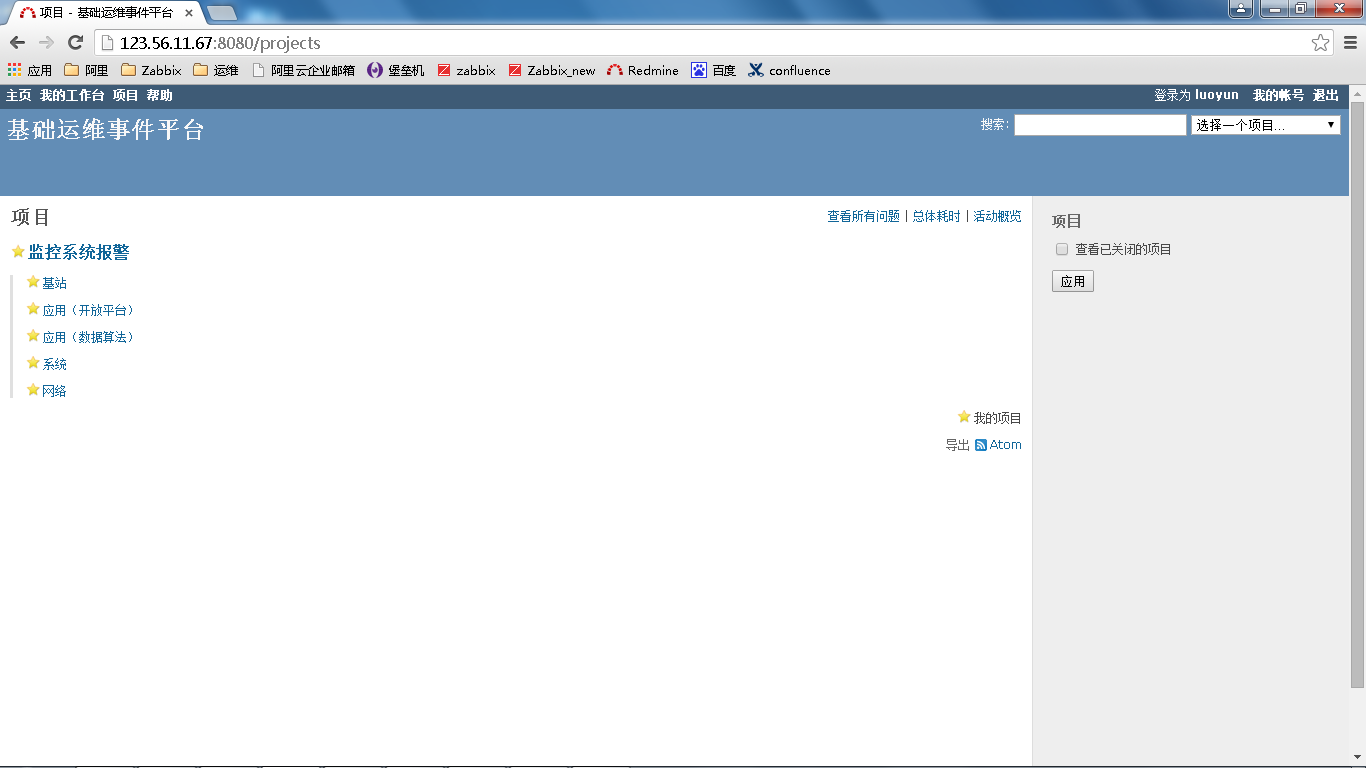 项目 - 基础运维事件平台
123.56.11.67:8080/projects
应用 阿里 Zabbix 运维 阿里云企业邮箱 堡垒机 zabbix Zabbix_new Redmine 百度 confluence
主页 我的工作台 项目 帮助 登录为 luoyun 我的帐号 退出
基础运维事件平台 搜索: 选择一个项目...
项目 查看所有问题 | 总体耗时 | 活动概览
监控系统报警
基站
应用（开放平台）
应用（数据算法）
系统
网络
我的项目
导出 Atom
项目
查看已关闭的项目
应用